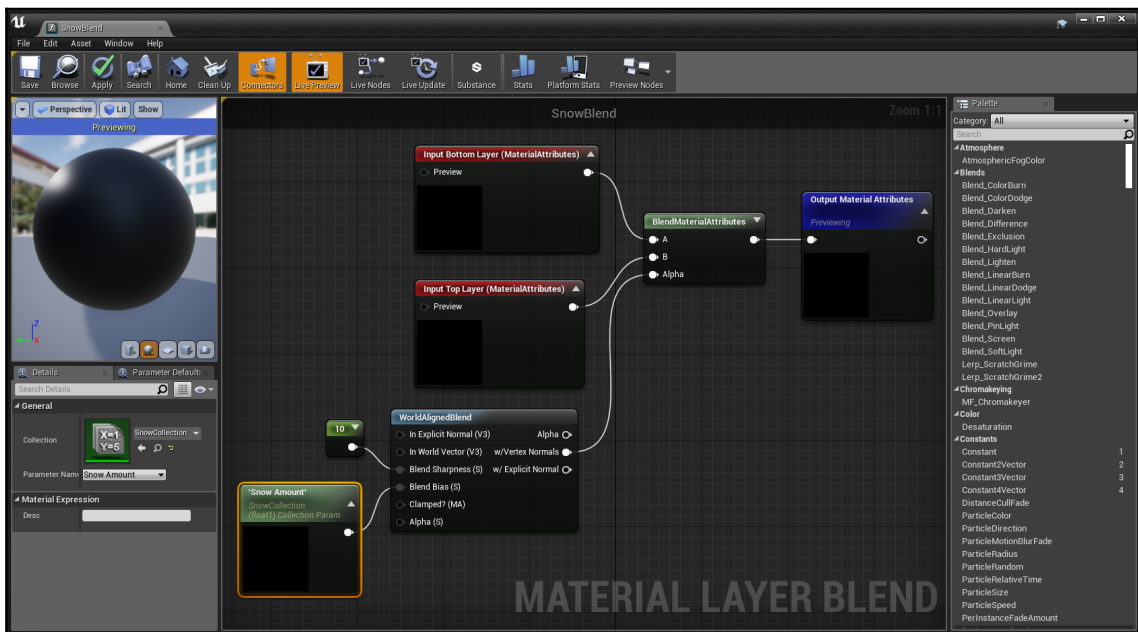 SnowBlend
File Edit Asset Window Help
Save Browse Apply Search Home Clean Up Connectors Live Preview Live Nodes Live Update Substance Stats Platform Stats Preview Nodes
Perspective Lit Show
Previewing
Z
X
Details
Parameter Defaults
Search Details
General
Collection
X=1
Y=5
SnowCollection
Parameter Name
Snow Amount
Material Expression
Desc
SnowBlend
Zoom 1:1
Input Bottom Layer (MaterialAttributes)
Preview
Input Top Layer (MaterialAttributes)
Preview
BlendMaterialAttributes
A
B
Alpha
Output Material Attributes
Previewing
10
WorldAlignedBlend
In Explicit Normal (V3) Alpha
In World Vector (V3) w/Vertex Normals
Blend Sharpness (S) w/ Explicit Normal
Blend Bias (S)
Clamped? (MA)
Alpha (S)
'Snow Amount'
SnowCollection
(float1) Collection Param
MATERIAL LAYER BLEND
Palette
Category: All
Search
Atmosphere
AtmosphericFogColor
Blends
Blend_ColorBurn
Blend_ColorDodge
Blend_Darken
Blend_Difference
Blend_Exclusion
Blend_HardLight
Blend_Lighten
Blend_LinearBurn
Blend_LinearDodge
Blend_LinearLight
Blend_Overlay
Blend_PinLight
Blend_Screen
Blend_SoftLight
Lerp_ScratchGrime
Lerp_ScratchGrime2
Chromakeying
MF_Chromakeyer
Color
Desaturation
Constants
Constant 1
Constant2Vector 2
Constant3Vector 3
Constant4Vector 4
DistanceCullFade
ParticleColor
ParticleDirection
ParticleMotionBlurFade
ParticleRadius
ParticleRandom
ParticleRelativeTime
ParticleSize
ParticleSpeed
PerInstanceFadeAmount